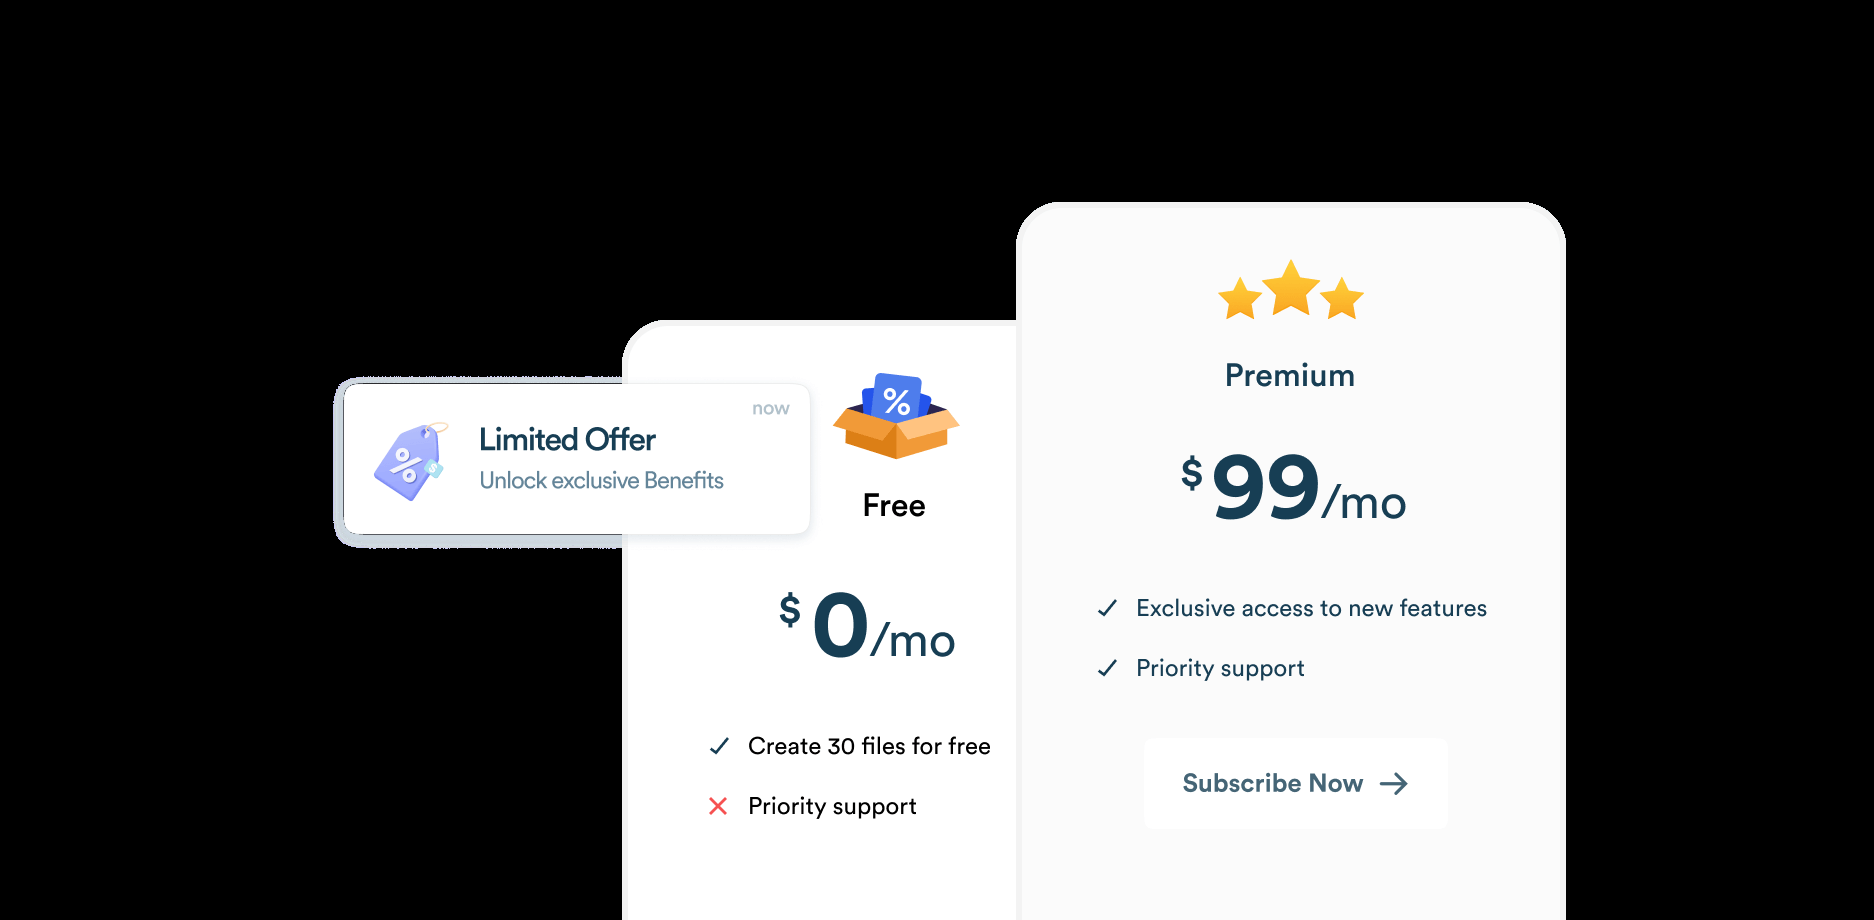 now
Limited Offer
Unlock exclusive Benefits
%
$
%
Free
$0/mo
Create 30 files for free
Priority support
Premium
$99/mo
Exclusive access to new features
Priority support
Subscribe Now →